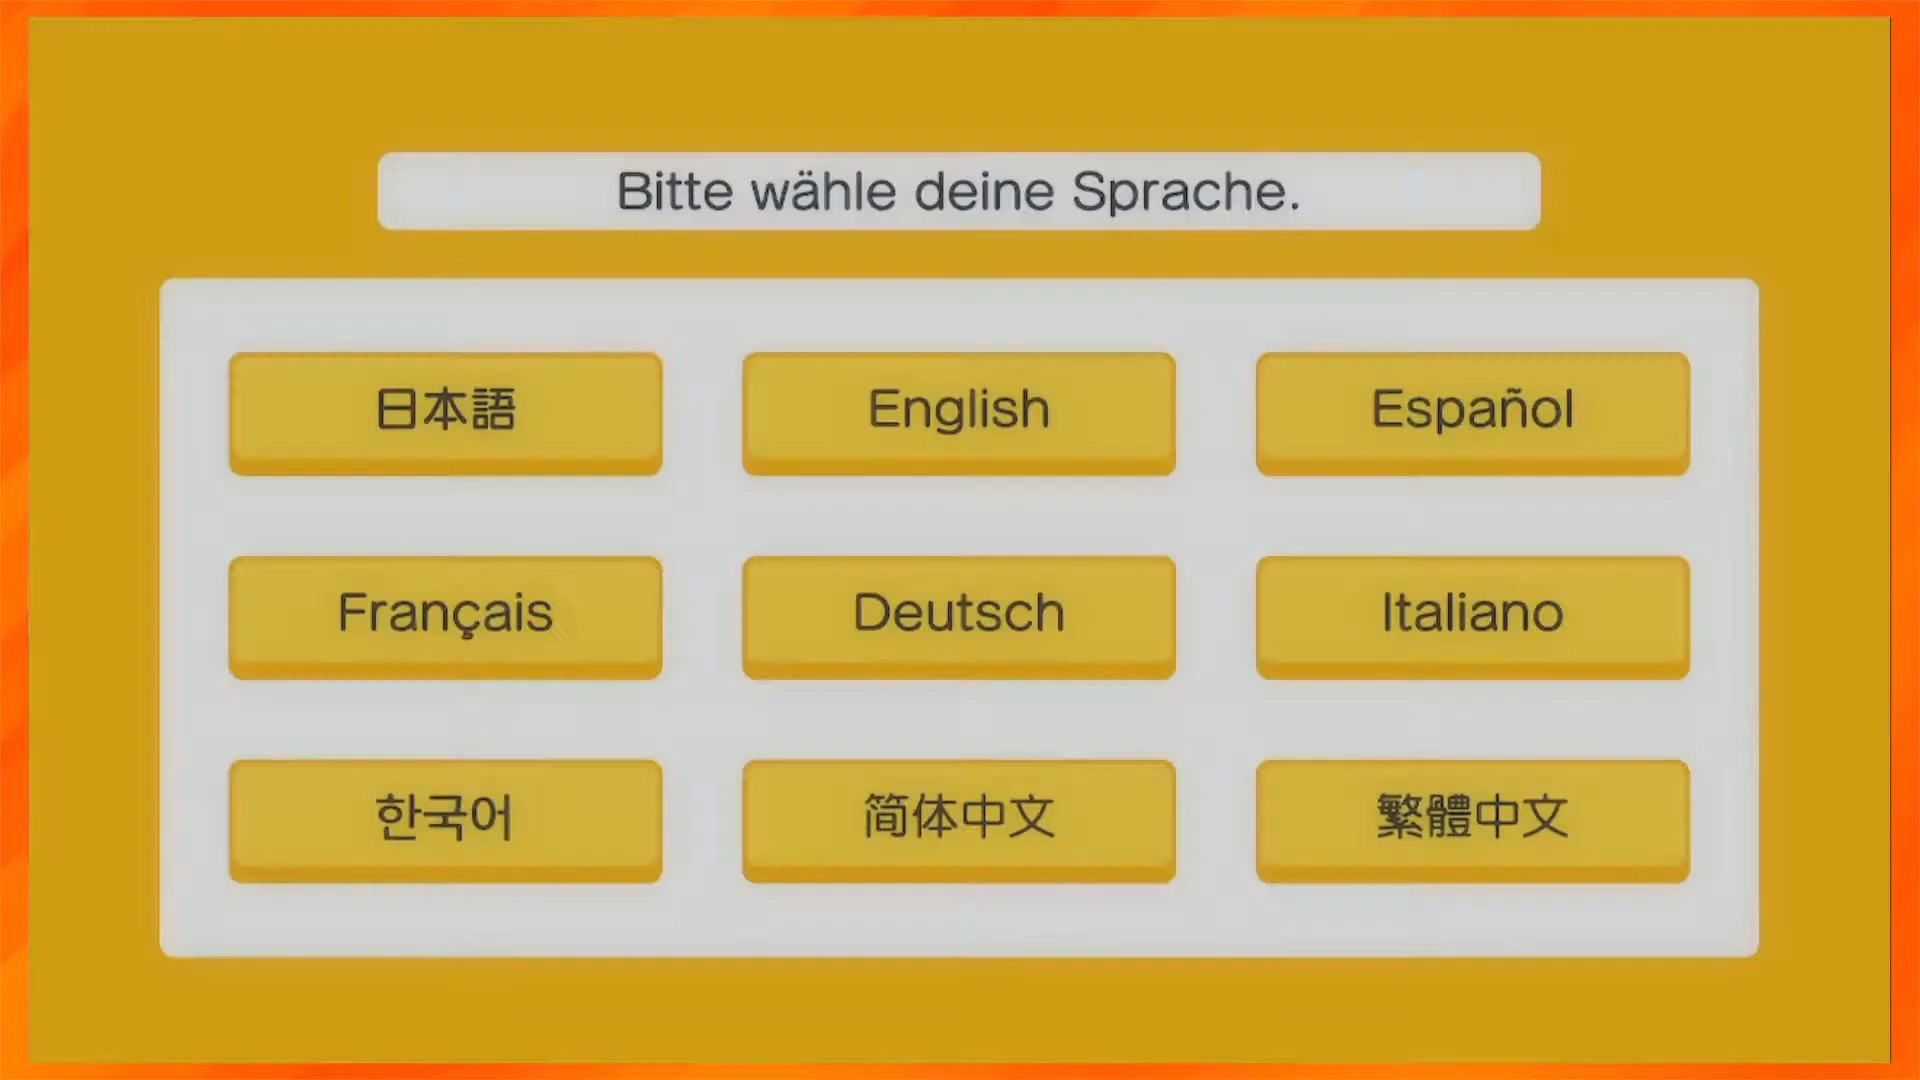 Bitte wähle deine Sprache.
日本語
English
Español
Français
Deutsch
Italiano
한국어
简体中文
繁體中文